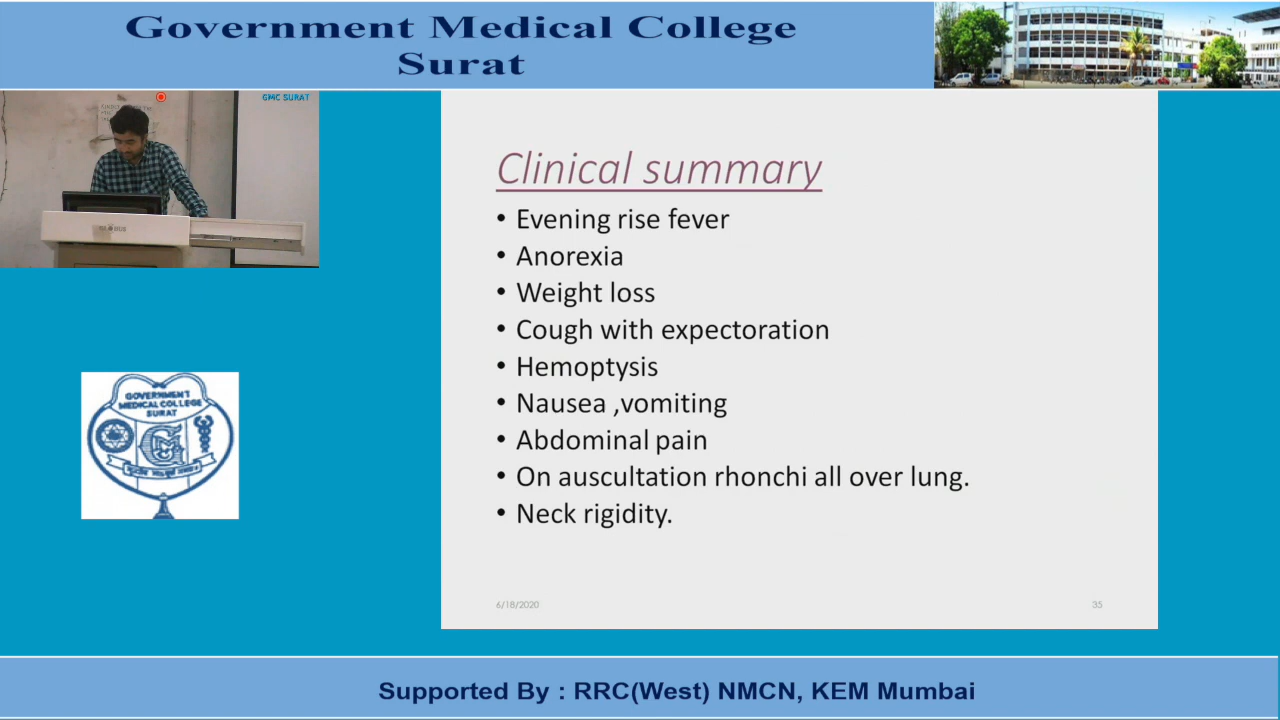 Government Medical College
Surat
GMC SURAT
Clinical summary
• Evening rise fever
• Anorexia
• Weight loss
• Cough with expectoration
• Hemoptysis
• Nausea ,vomiting
• Abdominal pain
• On auscultation rhonchi all over lung.
• Neck rigidity.
6/18/2020
35
GOVERNMENT
MEDICAL COLLEGE
SURAT
Supported By : RRC(West) NMCN, KEM Mumbai